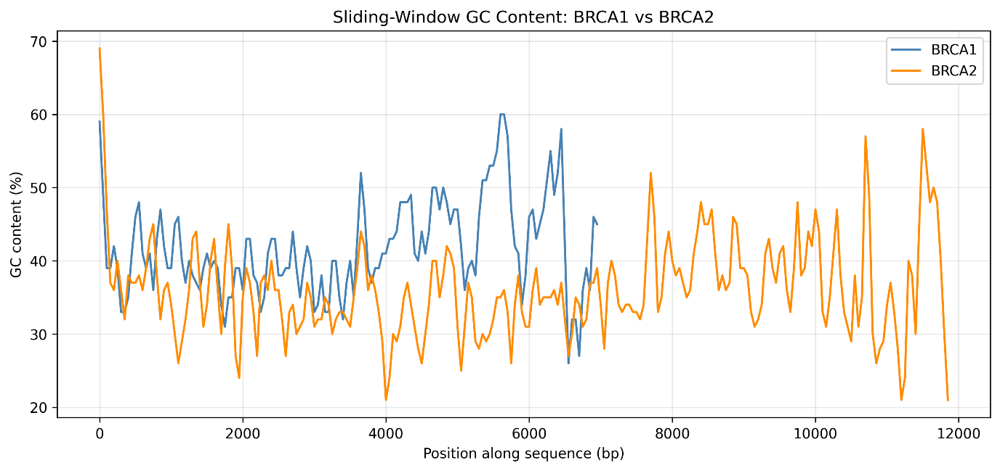 Sliding-Window GC Content: BRCA1 vs BRCA2
70
60
50
40
30
20
GC content (%)
BRCA1
BRCA2
0 2000 4000 6000 8000 10000 12000
Position along sequence (bp)